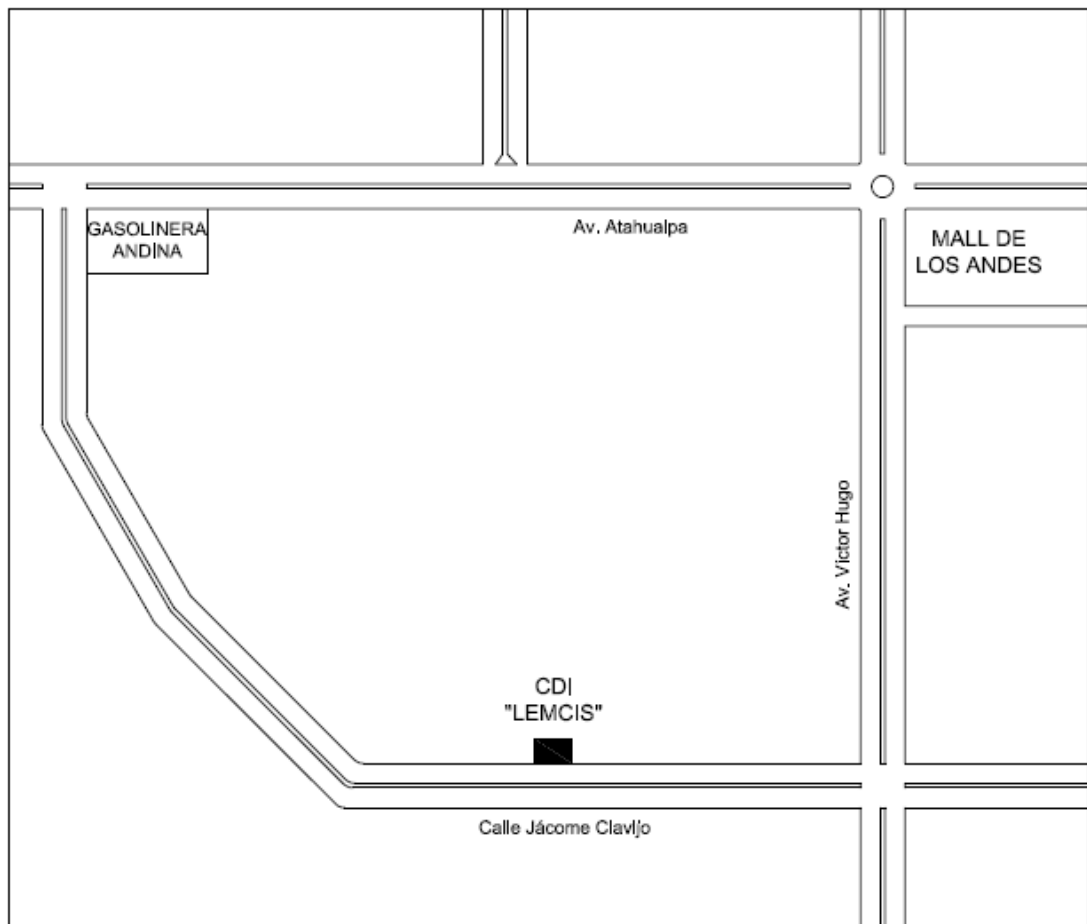 GASOLINERA
ANDINA
Av. Atahualpa
MALL DE
LOS ANDES
Av. Victor Hugo
CDI
"LEMCIS"
Calle Jácome Clavijo